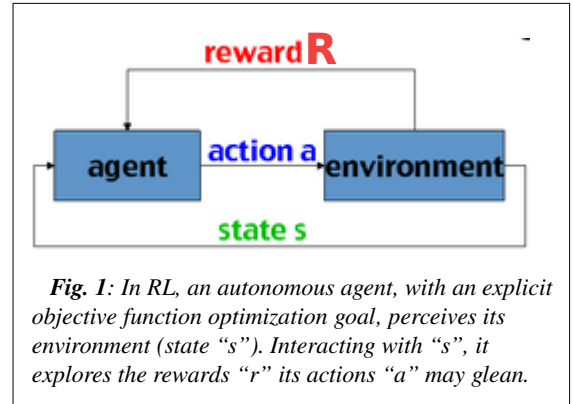 reward R
agent
action a
environment
state s
Fig. 1: In RL, an autonomous agent, with an explicit
objective function optimization goal, perceives its
environment (state “s”). Interacting with “s”, it
explores the rewards “r” its actions “a” may glean.